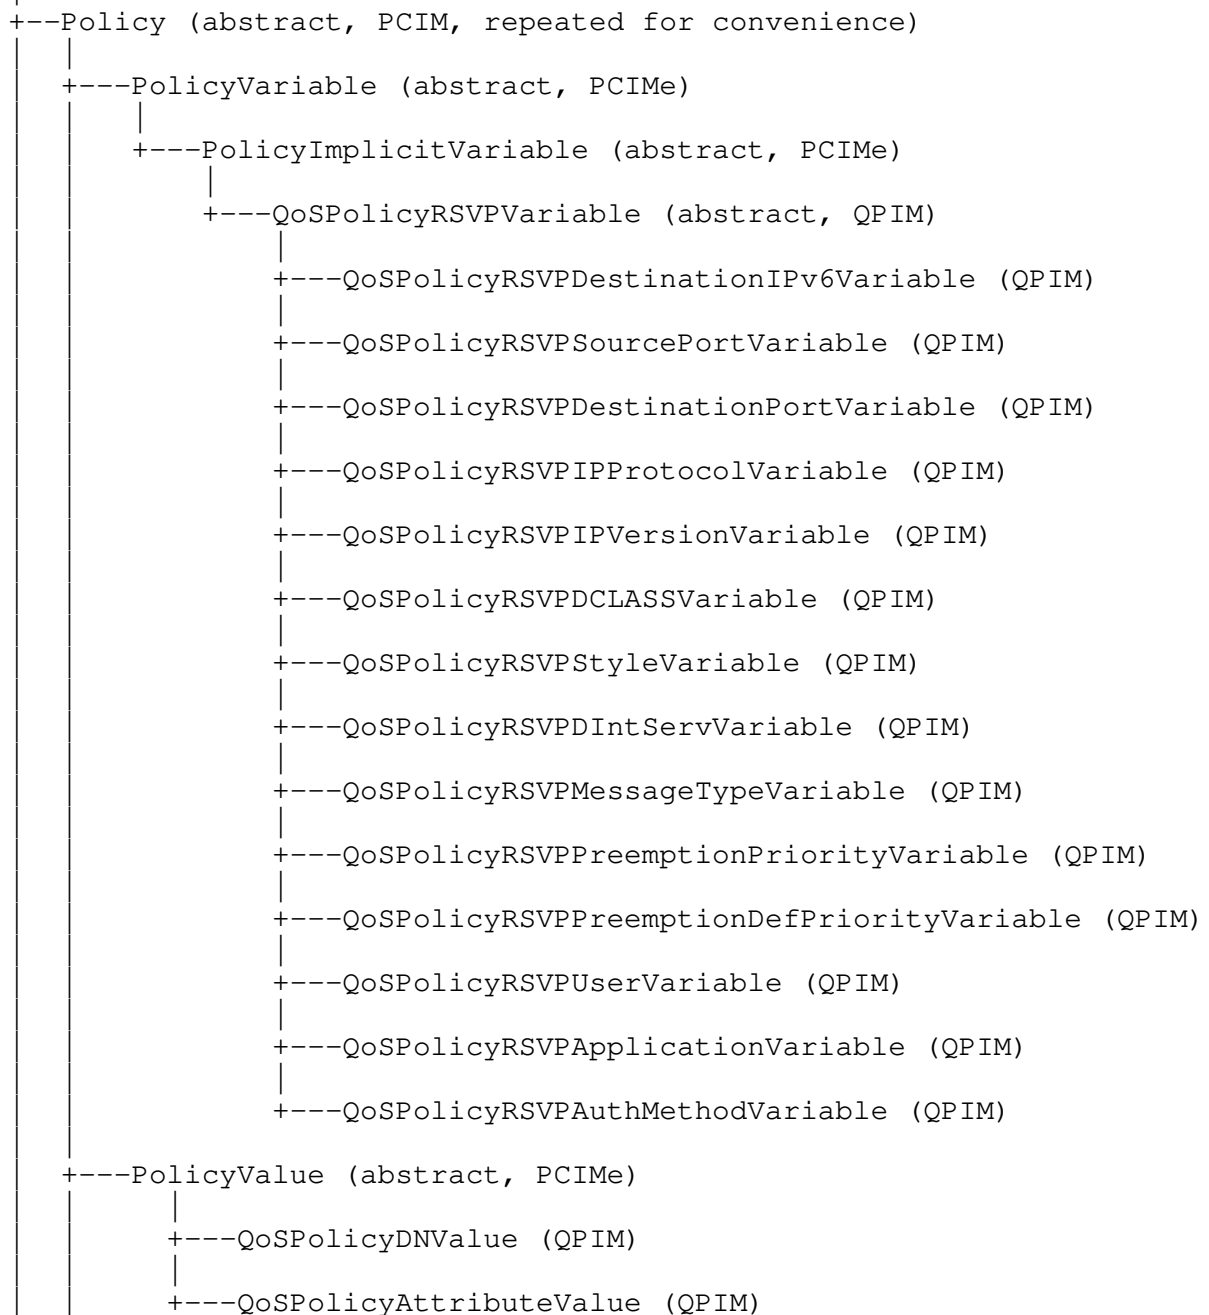 +--Policy (abstract, PCIM, repeated for convenience)
+---PolicyVariable (abstract, PCIMe)
+---PolicyImplicitVariable (abstract, PCIMe)
+---QoSPolicyRSVPVariable (abstract, QPIM)
+---QoSPolicyRSVPDestinationIPv6Variable (QPIM)
+---QoSPolicyRSVPSourcePortVariable (QPIM)
+---QoSPolicyRSVPDestinationPortVariable (QPIM)
+---QoSPolicyRSVPIPProtocolVariable (QPIM)
+---QoSPolicyRSVPIPVersionVariable (QPIM)
+---QoSPolicyRSVPDCLASSVariable (QPIM)
+---QoSPolicyRSVPStyleVariable (QPIM)
+---QoSPolicyRSVPDIntServVariable (QPIM)
+---QoSPolicyRSVPMessageTypeVariable (QPIM)
+---QoSPolicyRSVPPreemptionPriorityVariable (QPIM)
+---QoSPolicyRSVPPreemptionDefPriorityVariable (QPIM)
+---QoSPolicyRSVPUserVariable (QPIM)
+---QoSPolicyRSVPApplicationVariable (QPIM)
+---QoSPolicyRSVPAuthMethodVariable (QPIM)
+---PolicyValue (abstract, PCIMe)
+---QoSPolicyDNValue (QPIM)
+---QoSPolicyAttributeValue (QPIM)